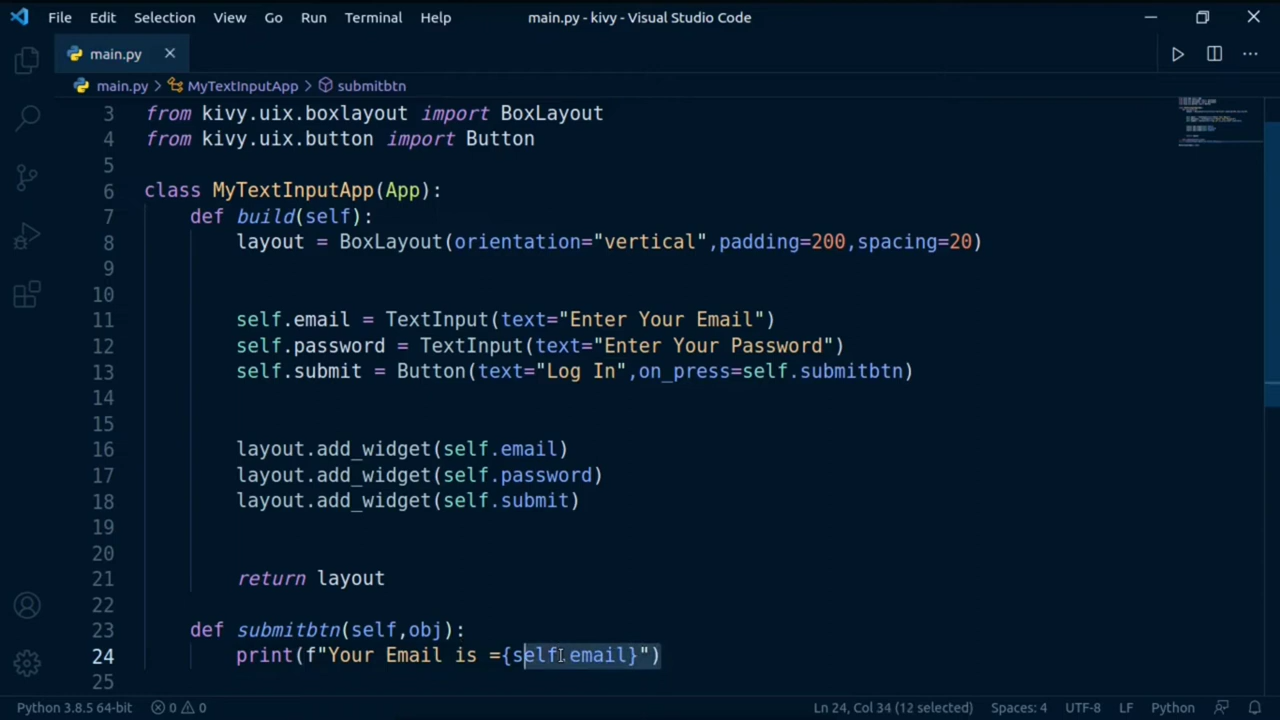 File Edit Selection View Go Run Terminal Help main.py - kivy - Visual Studio Code
main.py
main.py > MyTextInputApp > submitbtn
3 from kivy.uix.boxlayout import BoxLayout
4 from kivy.uix.button import Button
5
6 class MyTextInputApp(App):
7 def build(self):
8 layout = BoxLayout(orientation="vertical",padding=200,spacing=20)
9
10
11 self.email = TextInput(text="Enter Your Email")
12 self.password = TextInput(text="Enter Your Password")
13 self.submit = Button(text="Log In",on_press=self.submitbtn)
14
15
16 layout.add_widget(self.email)
17 layout.add_widget(self.password)
18 layout.add_widget(self.submit)
19
20
21 return layout
22
23 def submitbtn(self,obj):
24 print(f"Your Email is ={self.email}")
25
Python 3.8.5 64-bit 0 0 Ln 24, Col 34 (12 selected) Spaces: 4 UTF-8 LF Python